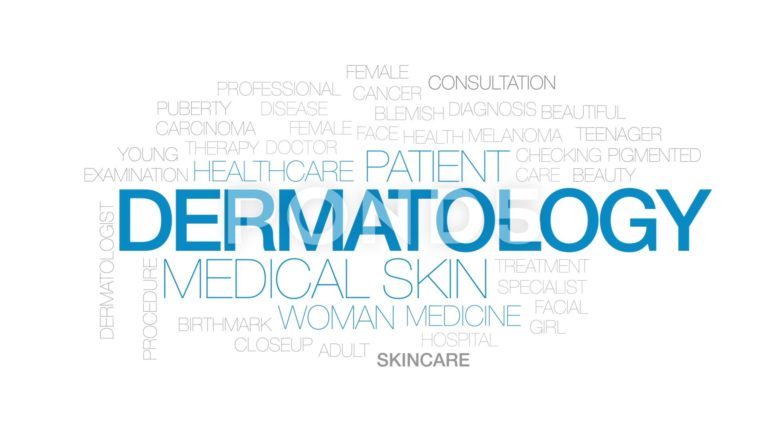 FEMALE
PROFESSIONAL CANCER CONSULTATION
PUBERTY DISEASE BLEMISH DIAGNOSIS BEAUTIFUL
CARCINOMA FEMALE FACE HEALTH MELANOMA TEENAGER
YOUNG THERAPY DOCTOR PATIENT CHECKING PIGMENTED
EXAMINATION HEALTHCARE CARE BEAUTY
DERMATOLOGY
DERMATOLOGIST
PROCEDURE
MEDICAL SKIN TREATMENT
SPECIALIST
BIRTHMARK WOMAN MEDICINE FACIAL
GIRL
CLOSEUP ADULT HOSPITAL
SKINCARE